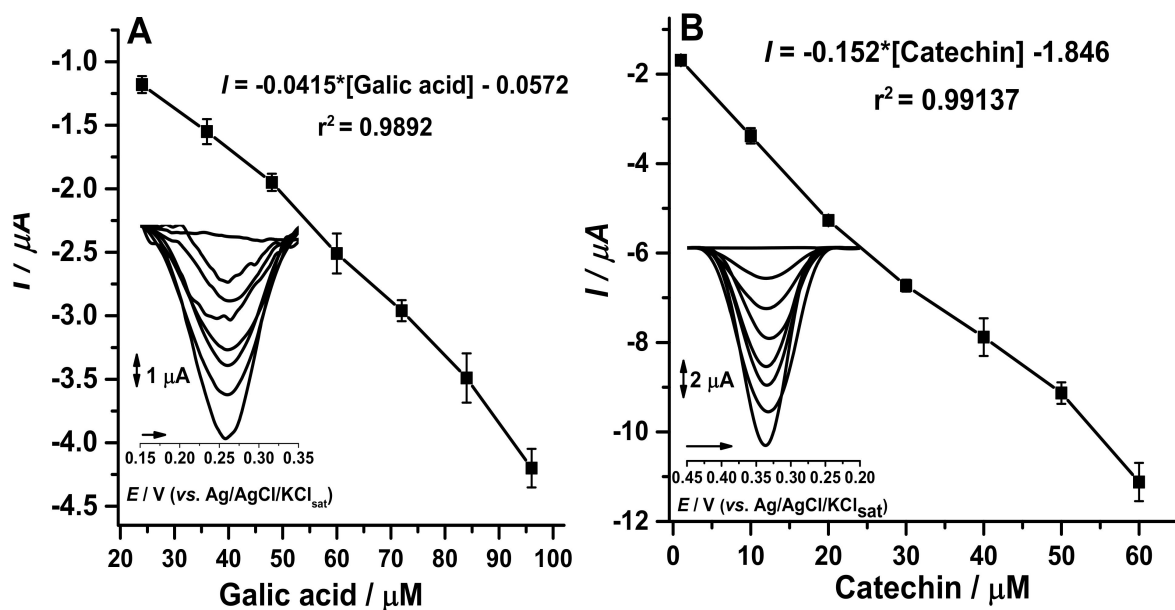 A
I = -0.0415*[Galic acid] - 0.0572
r² = 0.9892
-1.0
-1.5
-2.0
-2.5
-3.0
-3.5
-4.0
-4.5
I / μA
1 μA
0.15 0.20 0.25 0.30 0.35
E / V (vs. Ag/AgCl/KClsat)
20 30 40 50 60 70 80 90 100
Galic acid / μM
B
I = -0.152*[Catechin] -1.846
r² = 0.99137
-2
-4
-6
-8
-10
-12
I / μA
2 μA
0.45 0.40 0.35 0.30 0.25 0.20
E / V (vs. Ag/AgCl/KClsat)
0 10 20 30 40 50 60
Catechin / μM